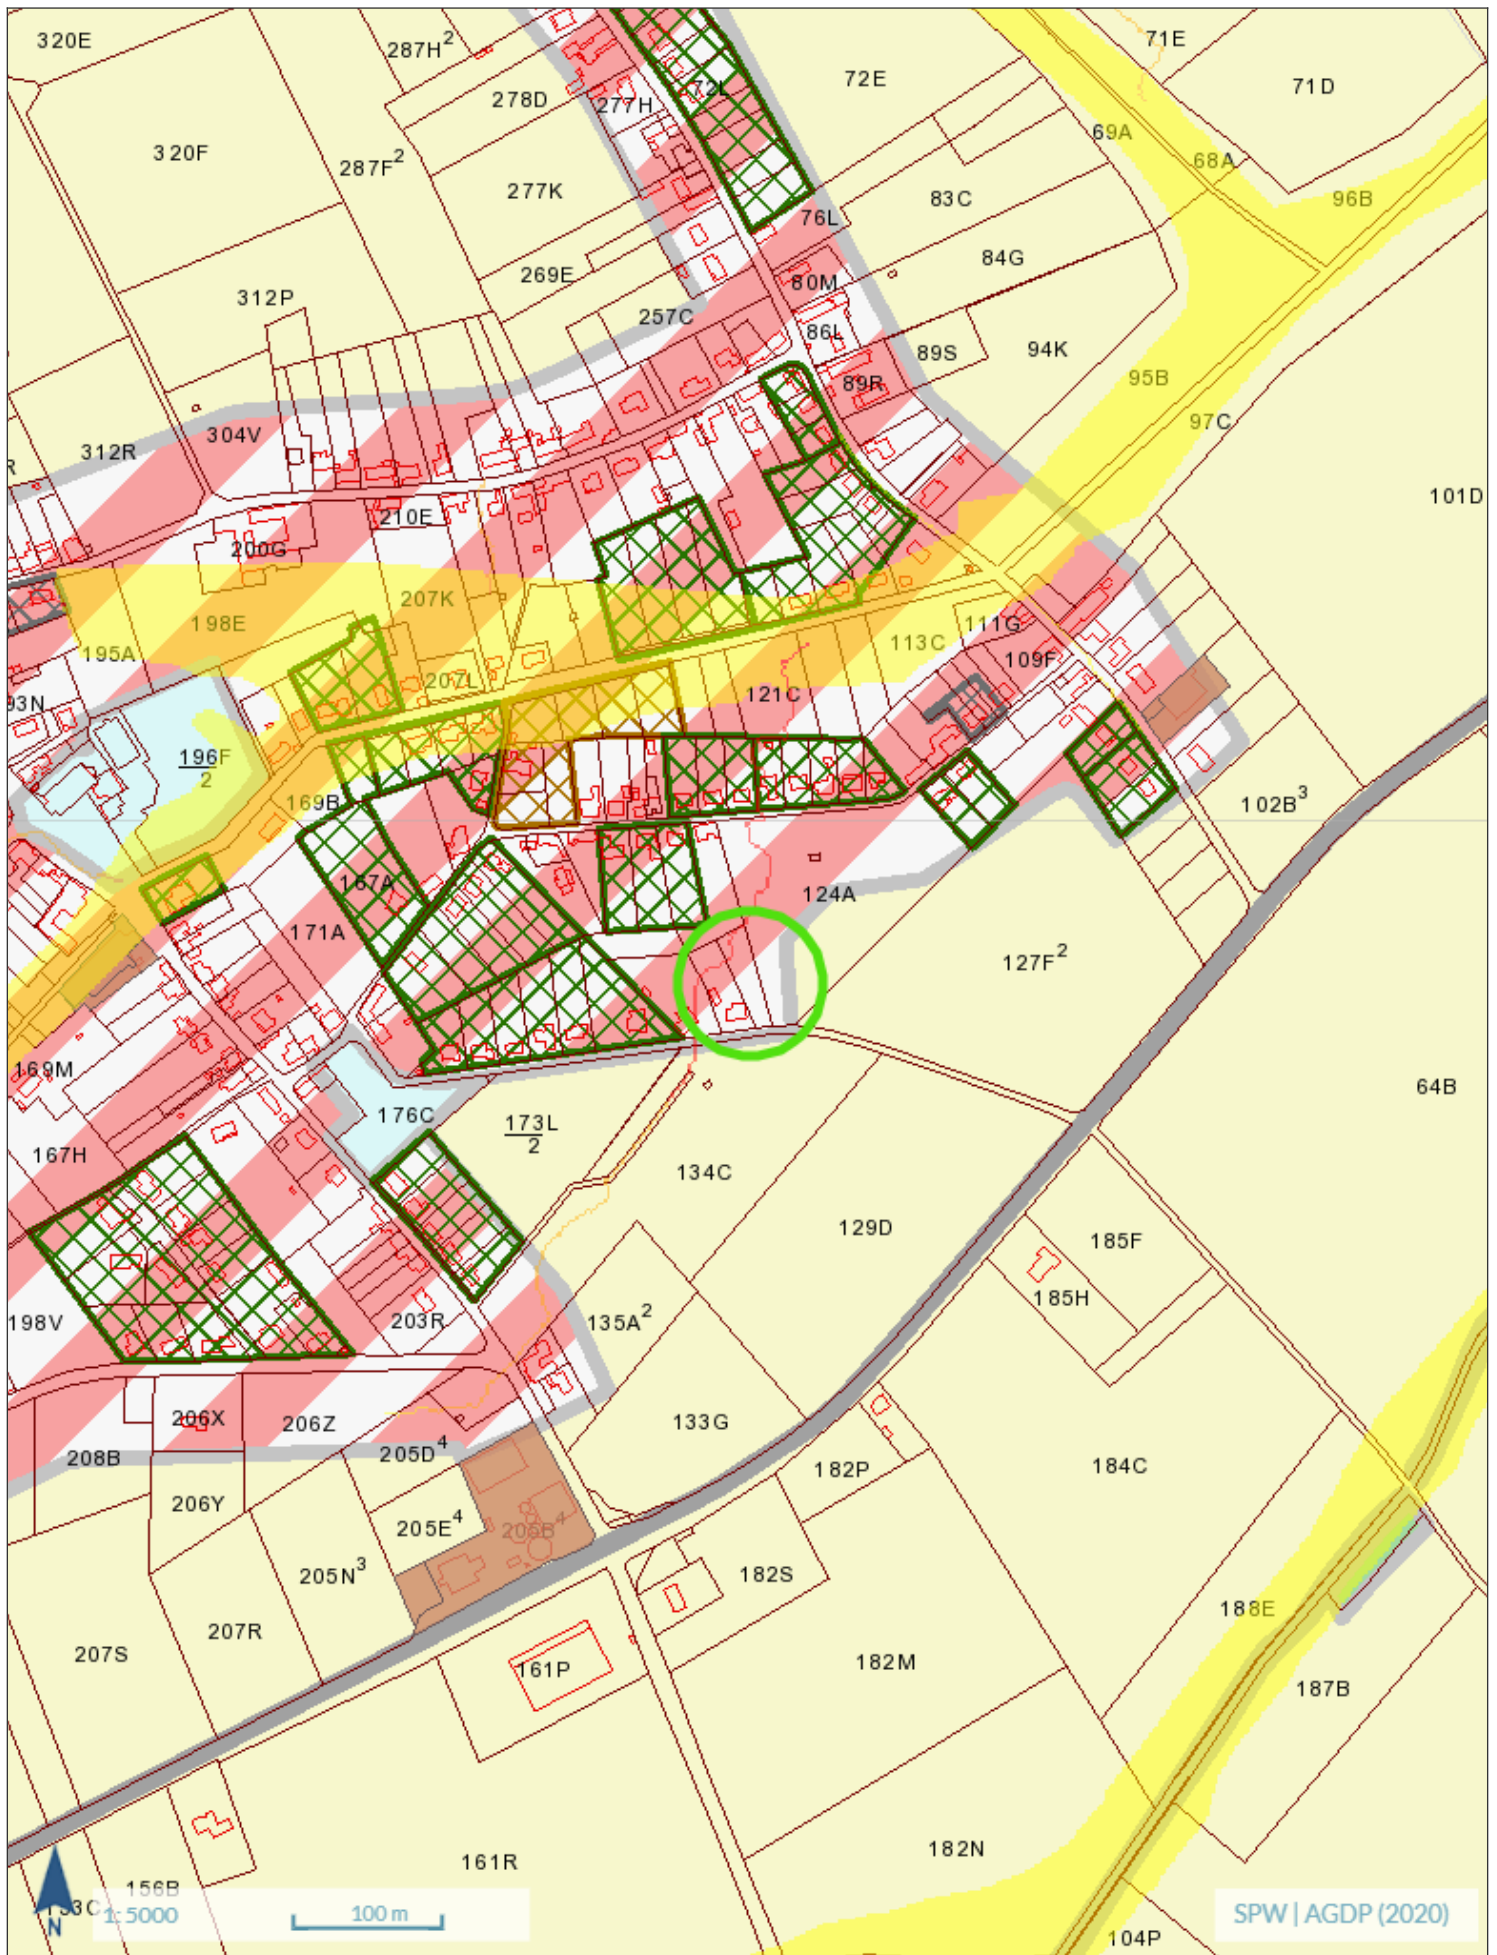 320E
287H²
71E
72E
71D
278D
277H
72L
320F
287F²
69A
68A
277K
83C
96B
76L
84G
269E
80M
312P
257C
86L
89S
94K
89R
95B
97C
304V
312R
R
101D
210E
200G
207K
198E
113C
111G
195A
109F
207L
121C
93N
196F
2
169B
102B³
167A
124A
171A
127F²
169M
64B
176C
173L
2
167H
134C
129D
185F
185H
198V
203R
135A²
206X
206Z
133G
208B
205D⁴
182P
184C
206Y
205E⁴
205B⁴
205N³
182S
188E
207S
207R
161P
182M
187B
182N
161R
156B
1: 5000
100 m
N
SPW | AGDP (2020)
104P